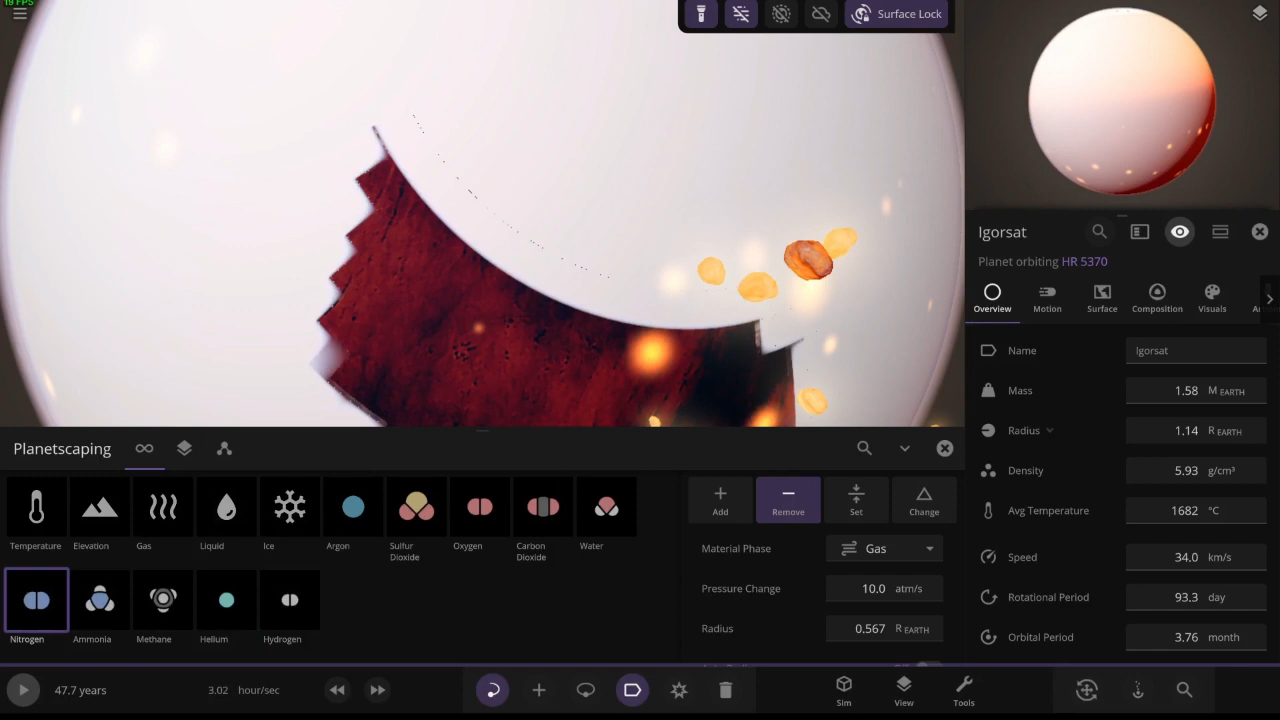 19 FPS
Surface Lock
Igorsat
Planet orbiting HR 5370
Overview Motion Surface Composition Visuals
Name Igorsat
Mass 1.58 M EARTH
Radius 1.14 R EARTH
Density 5.93 g/cm³
Avg Temperature 1682 °C
Speed 34.0 km/s
Rotational Period 93.3 day
Orbital Period 3.76 month
Planetscaping
Temperature Elevation Gas Liquid Ice Argon Sulfur Dioxide Oxygen Carbon Dioxide Water
Nitrogen Ammonia Methane Helium Hydrogen
Add Remove Set Change
Material Phase Gas
Pressure Change 10.0 atm/s
Radius 0.567 R EARTH
47.7 years 3.02 hour/sec
Sim View Tools